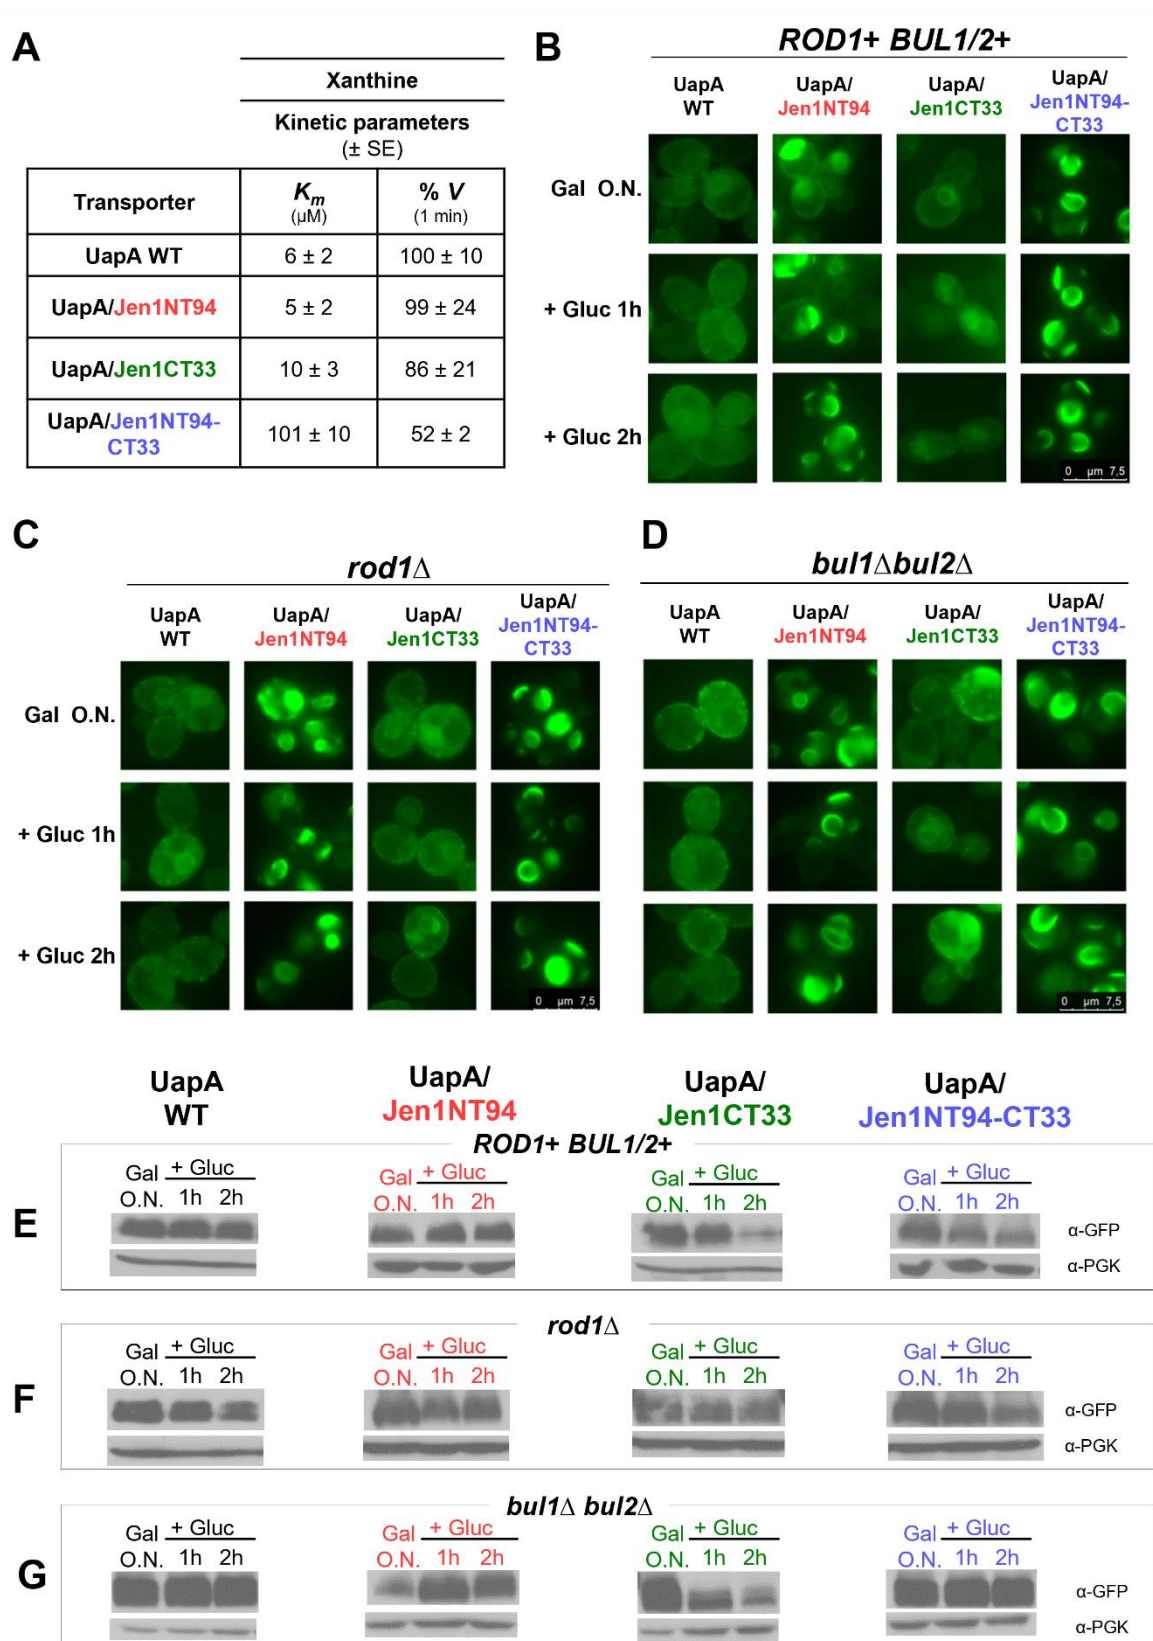 A
Xanthine
Kinetic parameters
(± SE)
Transporter
Km
(µM)
% V
(1 min)
UapA WT
6 ± 2
100 ± 10
UapA/Jen1NT94
5 ± 2
99 ± 24
UapA/Jen1CT33
10 ± 3
86 ± 21
UapA/Jen1NT94-
CT33
101 ± 10
52 ± 2
B
ROD1+ BUL1/2+
UapA
WT
UapA/
Jen1NT94
UapA/
Jen1CT33
UapA/
Jen1NT94-
CT33
Gal O.N.
+ Gluc 1h
+ Gluc 2h
0 µm 7,5
C
rod1Δ
UapA
WT
UapA/
Jen1NT94
UapA/
Jen1CT33
UapA/
Jen1NT94-
CT33
Gal O.N.
+ Gluc 1h
+ Gluc 2h
0 µm 7,5
D
bul1Δbul2Δ
UapA
WT
UapA/
Jen1NT94
UapA/
Jen1CT33
UapA/
Jen1NT94-
CT33
0 µm 7,5
UapA
WT
UapA/
Jen1NT94
UapA/
Jen1CT33
UapA/
Jen1NT94-CT33
ROD1+ BUL1/2+
E
Gal + Gluc
O.N. 1h 2h
Gal + Gluc
O.N. 1h 2h
Gal + Gluc
O.N. 1h 2h
Gal + Gluc
O.N. 1h 2h
α-GFP
α-PGK
rod1Δ
F
Gal + Gluc
O.N. 1h 2h
Gal + Gluc
O.N. 1h 2h
Gal + Gluc
O.N. 1h 2h
Gal + Gluc
O.N. 1h 2h
α-GFP
α-PGK
bul1Δ bul2Δ
G
Gal + Gluc
O.N. 1h 2h
Gal + Gluc
O.N. 1h 2h
Gal + Gluc
O.N. 1h 2h
Gal + Gluc
O.N. 1h 2h
α-GFP
α-PGK